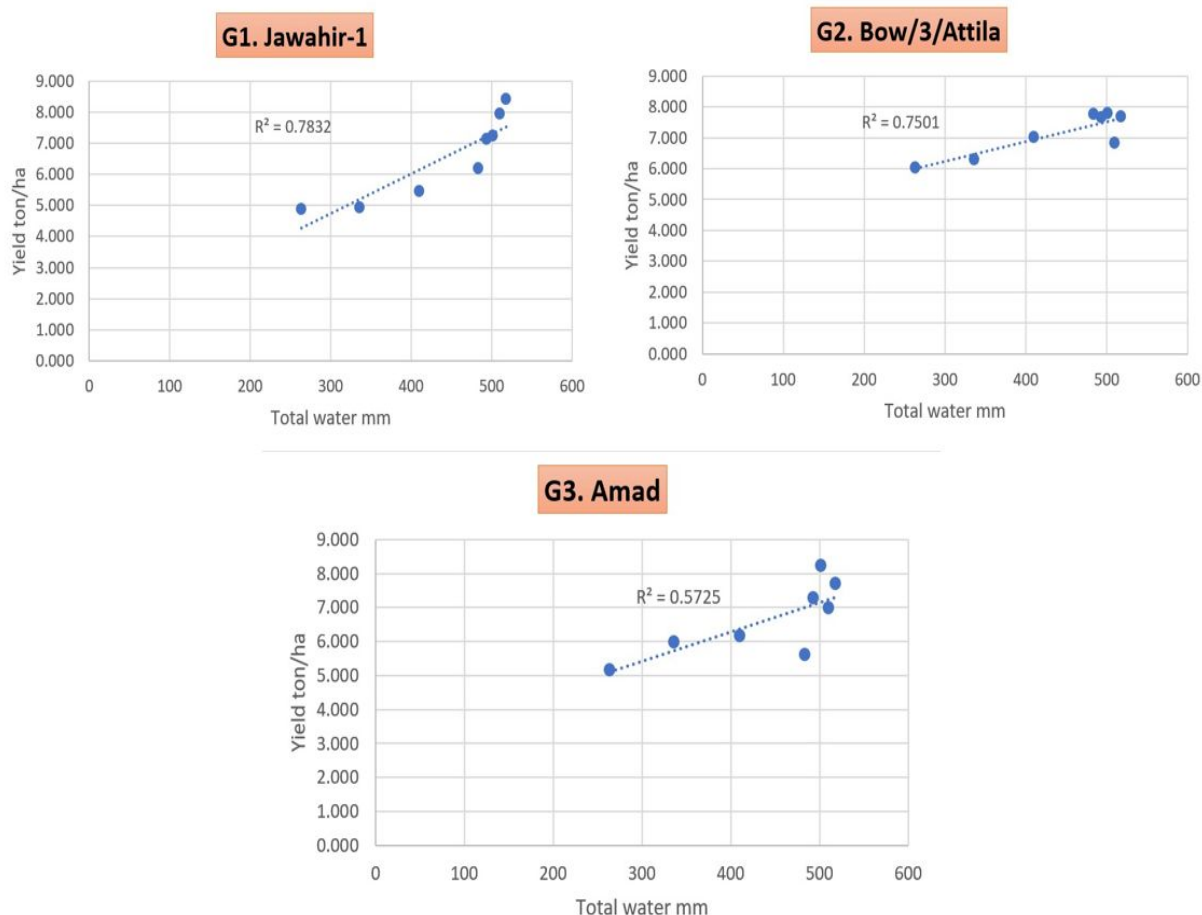 G1. Jawahir-1
9.000
8.000
7.000
6.000
5.000
4.000
3.000
2.000
1.000
0.000
Yield ton/ha
R² = 0.7832
0 100 200 300 400 500 600
Total water mm
G2. Bow/3/Attila
9.000
8.000
7.000
6.000
5.000
4.000
3.000
2.000
1.000
0.000
Yield ton/ha
R² = 0.7501
0 100 200 300 400 500 600
Total water mm
G3. Amad
9.000
8.000
7.000
6.000
5.000
4.000
3.000
2.000
1.000
0.000
Yield ton/ha
R² = 0.5725
0 100 200 300 400 500 600
Total water mm